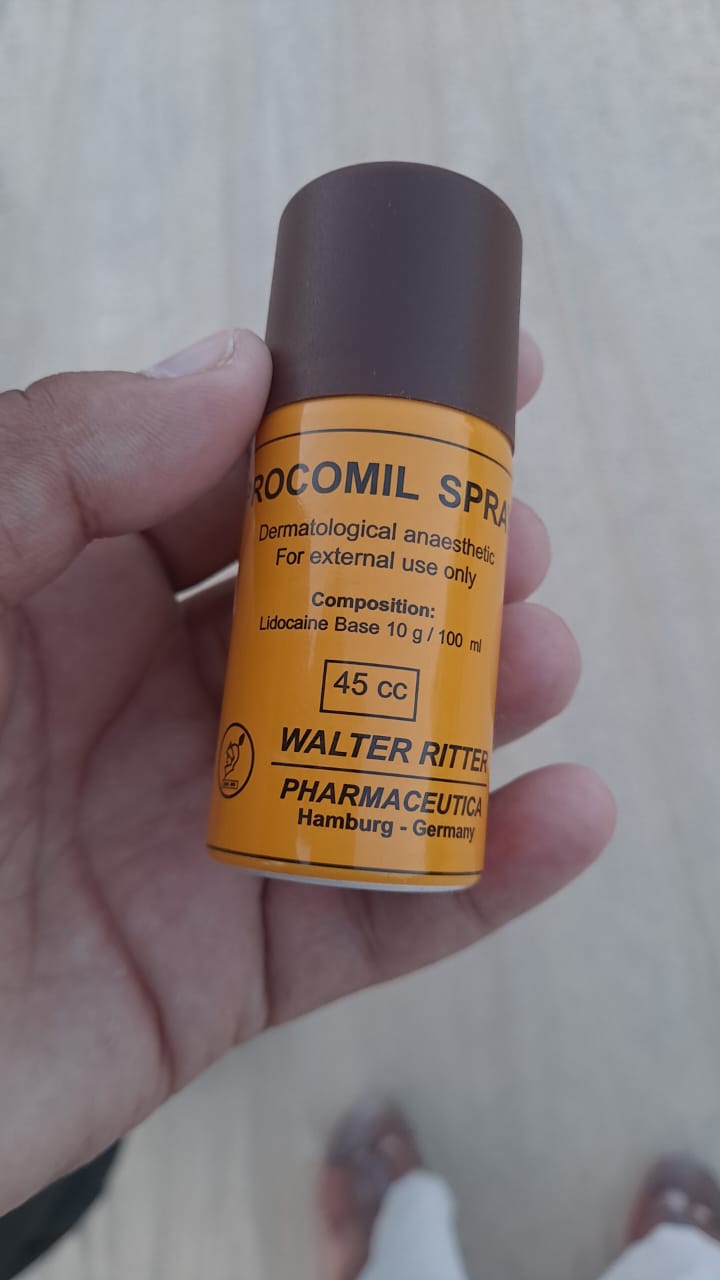 ROCOMIL SPRA
Dermatological anaesthetic
For external use only
Composition:
Lidocaine Base 10 g / 100 ml
45 cc
WALTER RITTER
PHARMACEUTICA
Hamburg - Germany